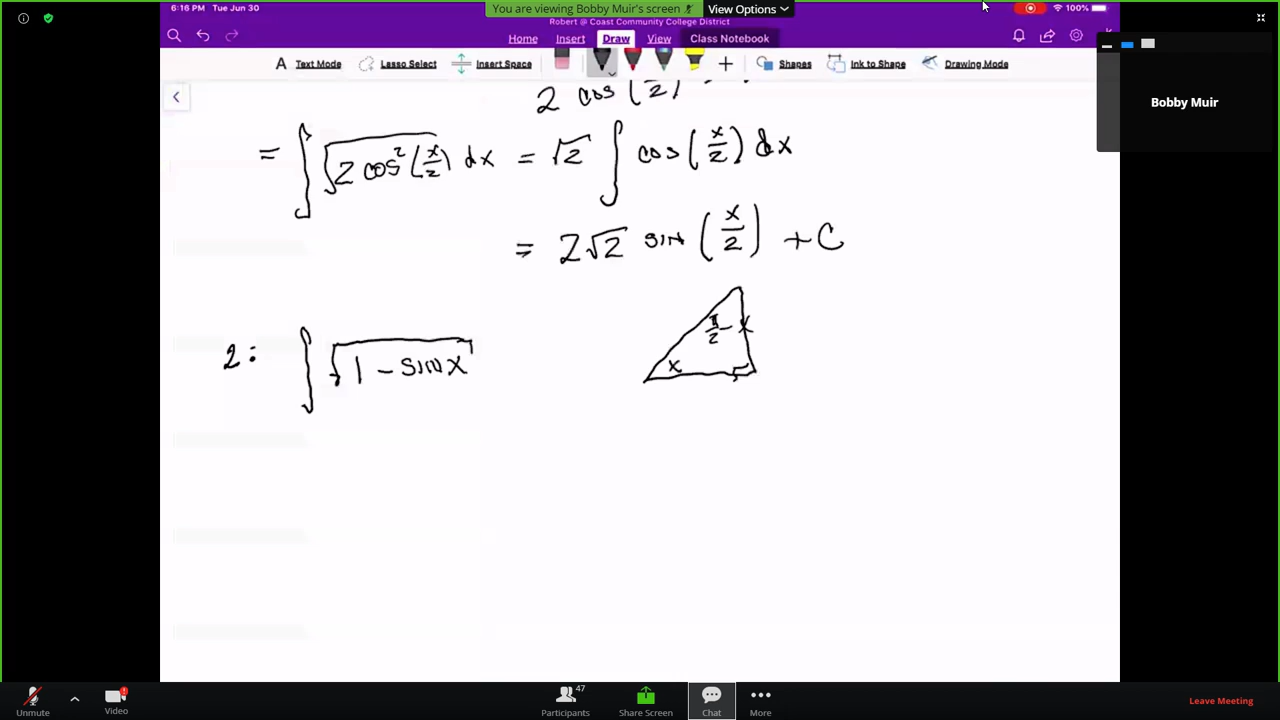 6:16 PM Tue Jun 30
You are viewing Bobby Muir's screen
View Options
100%
Robert @ Coast Community College District
Home Insert Draw View Class Notebook
Text Mode Lasso Select Insert Space Shapes Ink to Shape Drawing Mode
Bobby Muir
2 cos(x/2)
= ∫ √(2 cos²(x/2)) dx = √2 ∫ cos(x/2) dx
= 2√2 sin(x/2) + C
2: ∫ √(1 - sin x)
π/2 - x
x
Unmute Video Participants 47 Share Screen Chat More Leave Meeting